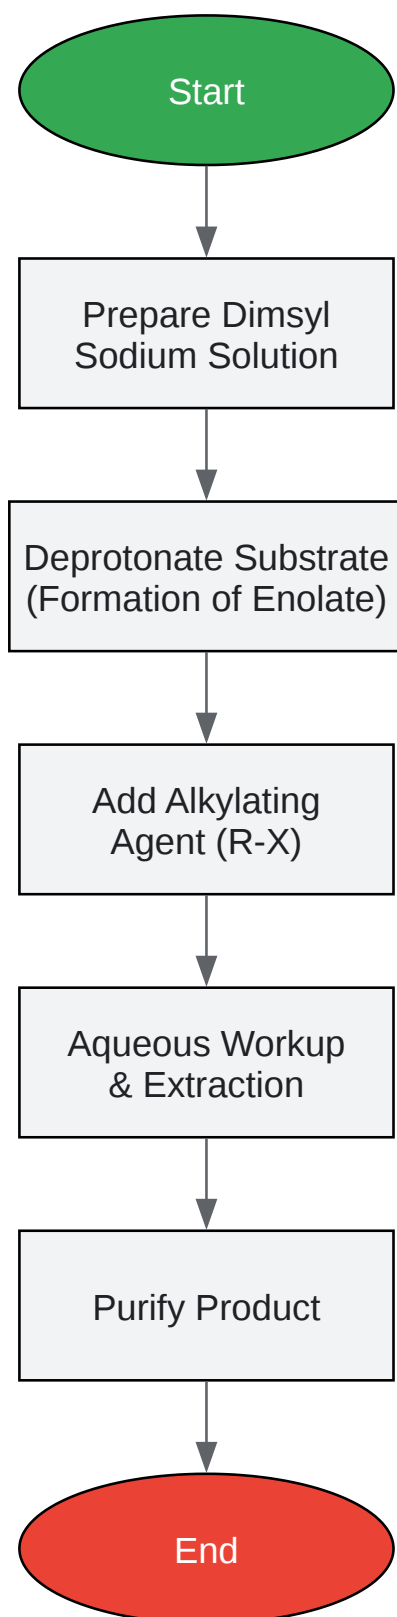 Start
Prepare Dimsyl
Sodium Solution
Deprotonate Substrate
(Formation of Enolate)
Add Alkylating
Agent (R-X)
Aqueous Workup
& Extraction
Purify Product
End